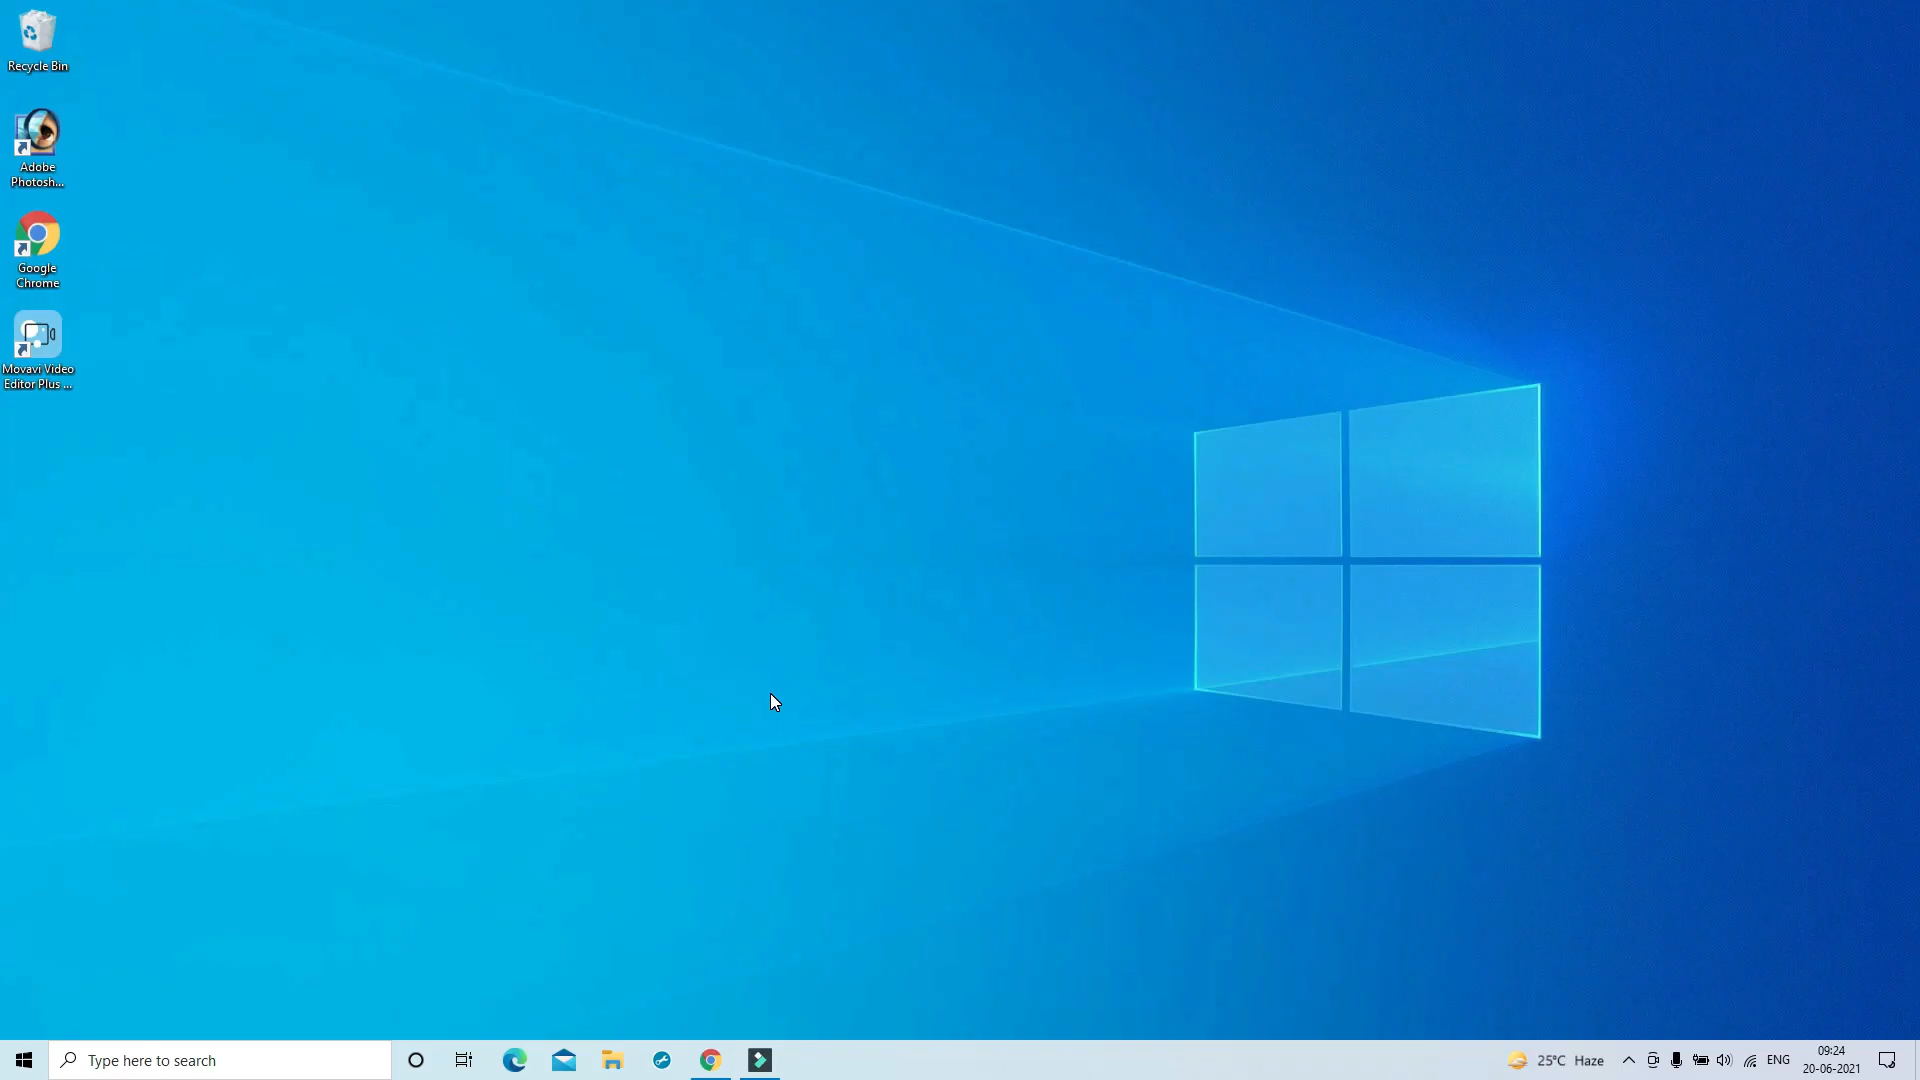 Recycle Bin
Adobe
Photosh...
Google
Chrome
Movavi Video
Editor Plus ...
Type here to search
25°C Haze
ENG
09:24
20-06-2021